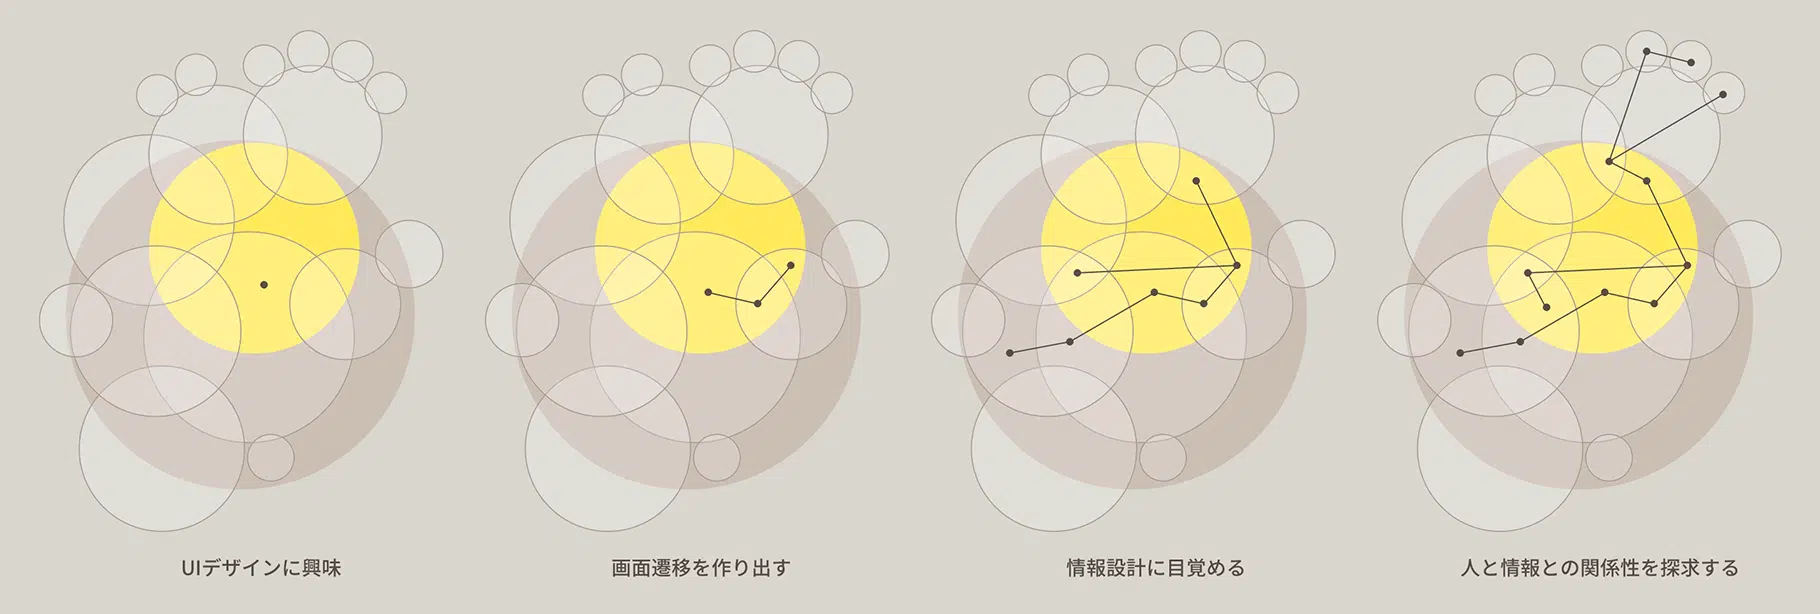 UIデザインに興味
画面遷移を作り出す
情報設計に目覚める
人と情報との関係性を探求する